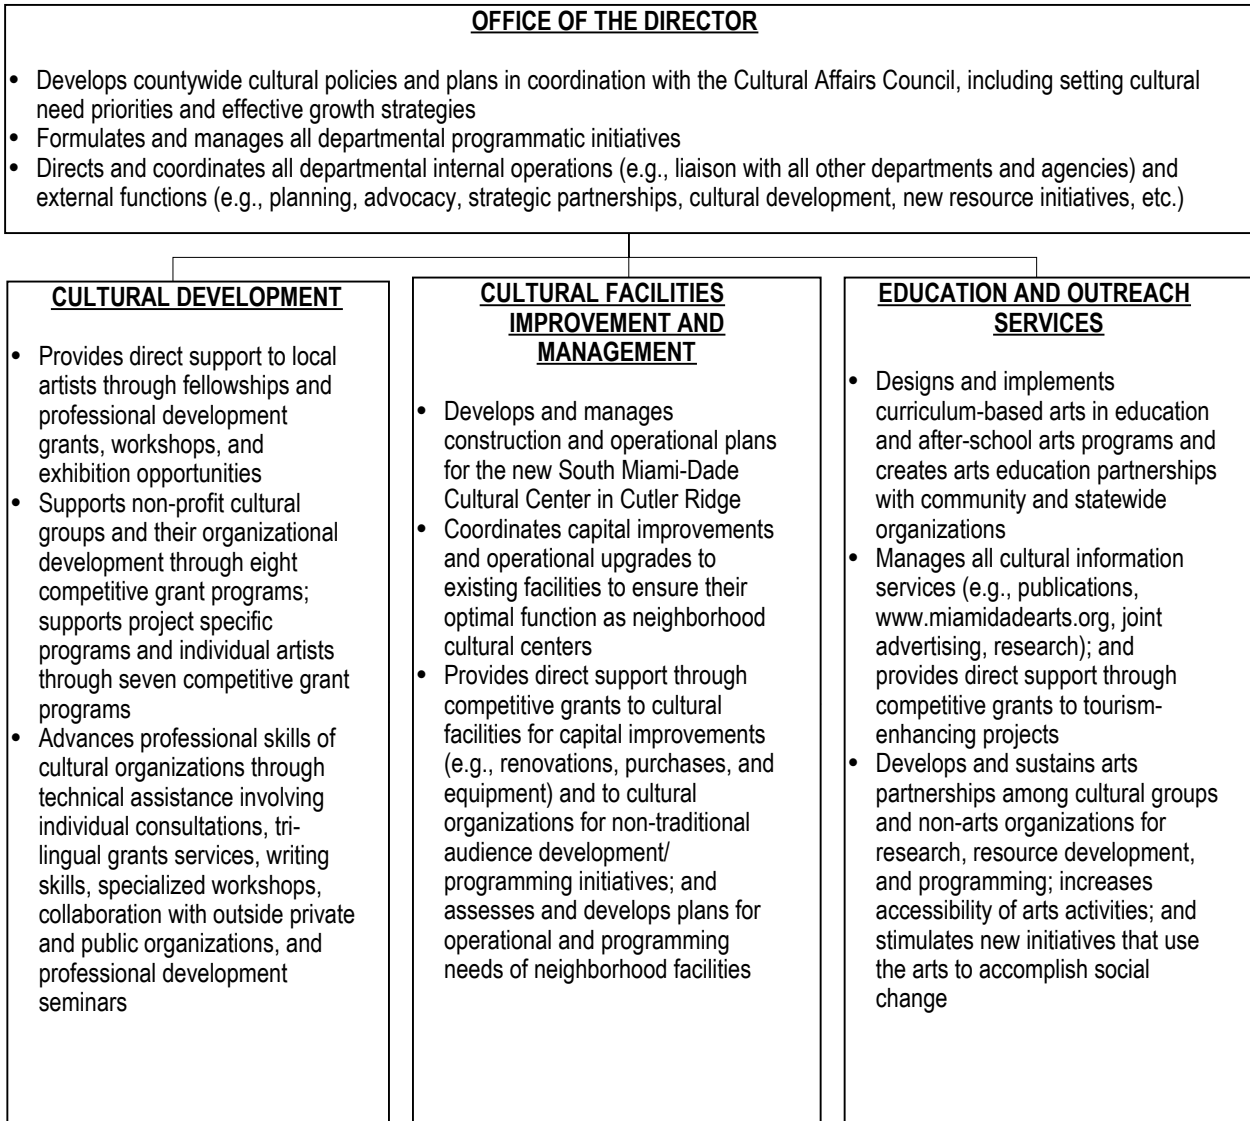 OFFICE OF THE DIRECTOR
• Develops countywide cultural policies and plans in coordination with the Cultural Affairs Council, including setting cultural
need priorities and effective growth strategies
• Formulates and manages all departmental programmatic initiatives
• Directs and coordinates all departmental internal operations (e.g., liaison with all other departments and agencies) and
external functions (e.g., planning, advocacy, strategic partnerships, cultural development, new resource initiatives, etc.)
CULTURAL DEVELOPMENT
• Provides direct support to local
artists through fellowships and
professional development
grants, workshops, and
exhibition opportunities
• Supports non-profit cultural
groups and their organizational
development through eight
competitive grant programs;
supports project specific
programs and individual artists
through seven competitive grant
programs
• Advances professional skills of
cultural organizations through
technical assistance involving
individual consultations, tri-
lingual grants services, writing
skills, specialized workshops,
collaboration with outside private
and public organizations, and
professional development
seminars
CULTURAL FACILITIES
IMPROVEMENT AND
MANAGEMENT
• Develops and manages
construction and operational plans
for the new South Miami-Dade
Cultural Center in Cutler Ridge
• Coordinates capital improvements
and operational upgrades to
existing facilities to ensure their
optimal function as neighborhood
cultural centers
• Provides direct support through
competitive grants to cultural
facilities for capital improvements
(e.g., renovations, purchases, and
equipment) and to cultural
organizations for non-traditional
audience development/
programming initiatives; and
assesses and develops plans for
operational and programming
needs of neighborhood facilities
EDUCATION AND OUTREACH
SERVICES
• Designs and implements
curriculum-based arts in education
and after-school arts programs and
creates arts education partnerships
with community and statewide
organizations
• Manages all cultural information
services (e.g., publications,
www.miamidadearts.org, joint
advertising, research); and
provides direct support through
competitive grants to tourism-
enhancing projects
• Develops and sustains arts
partnerships among cultural groups
and non-arts organizations for
research, resource development,
and programming; increases
accessibility of arts activities; and
stimulates new initiatives that use
the arts to accomplish social
change